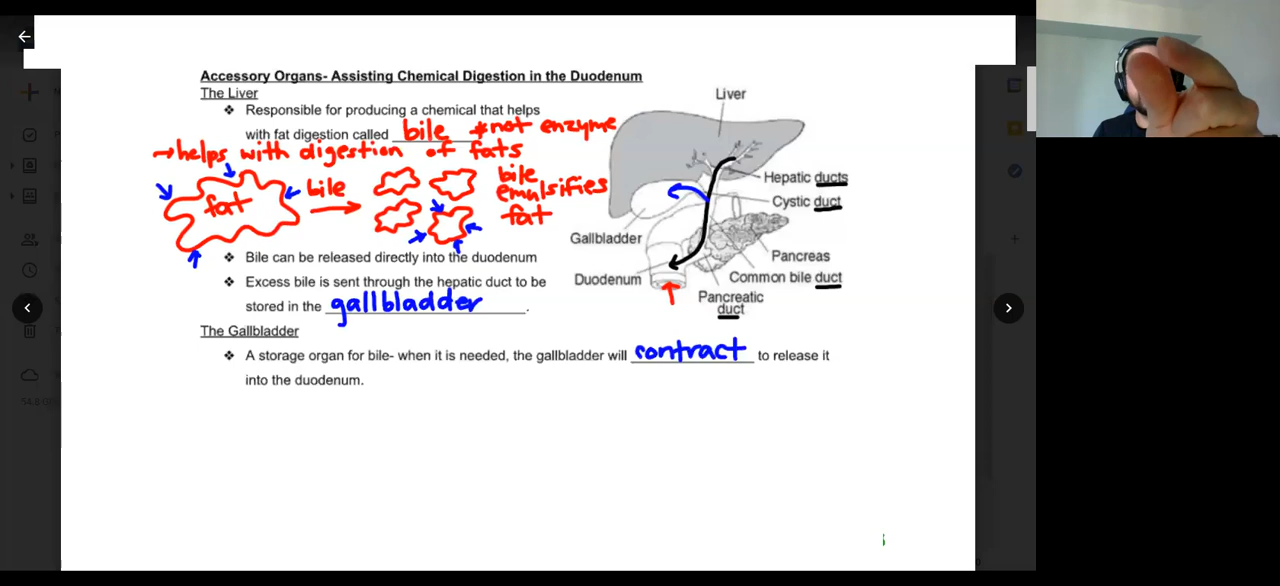 Accessory Organs- Assisting Chemical Digestion in the Duodenum
The Liver
❖ Responsible for producing a chemical that helps
with fat digestion called bile *not enzyme
→helps with digestion of fats
fat
bile
bile
emulsifies
fat
❖ Bile can be released directly into the duodenum
❖ Excess bile is sent through the hepatic duct to be
stored in the gallbladder.
The Gallbladder
❖ A storage organ for bile- when it is needed, the gallbladder will contract to release it
into the duodenum.
Liver
Hepatic ducts
Cystic duct
Gallbladder
Pancreas
Duodenum
Common bile duct
Pancreatic
duct